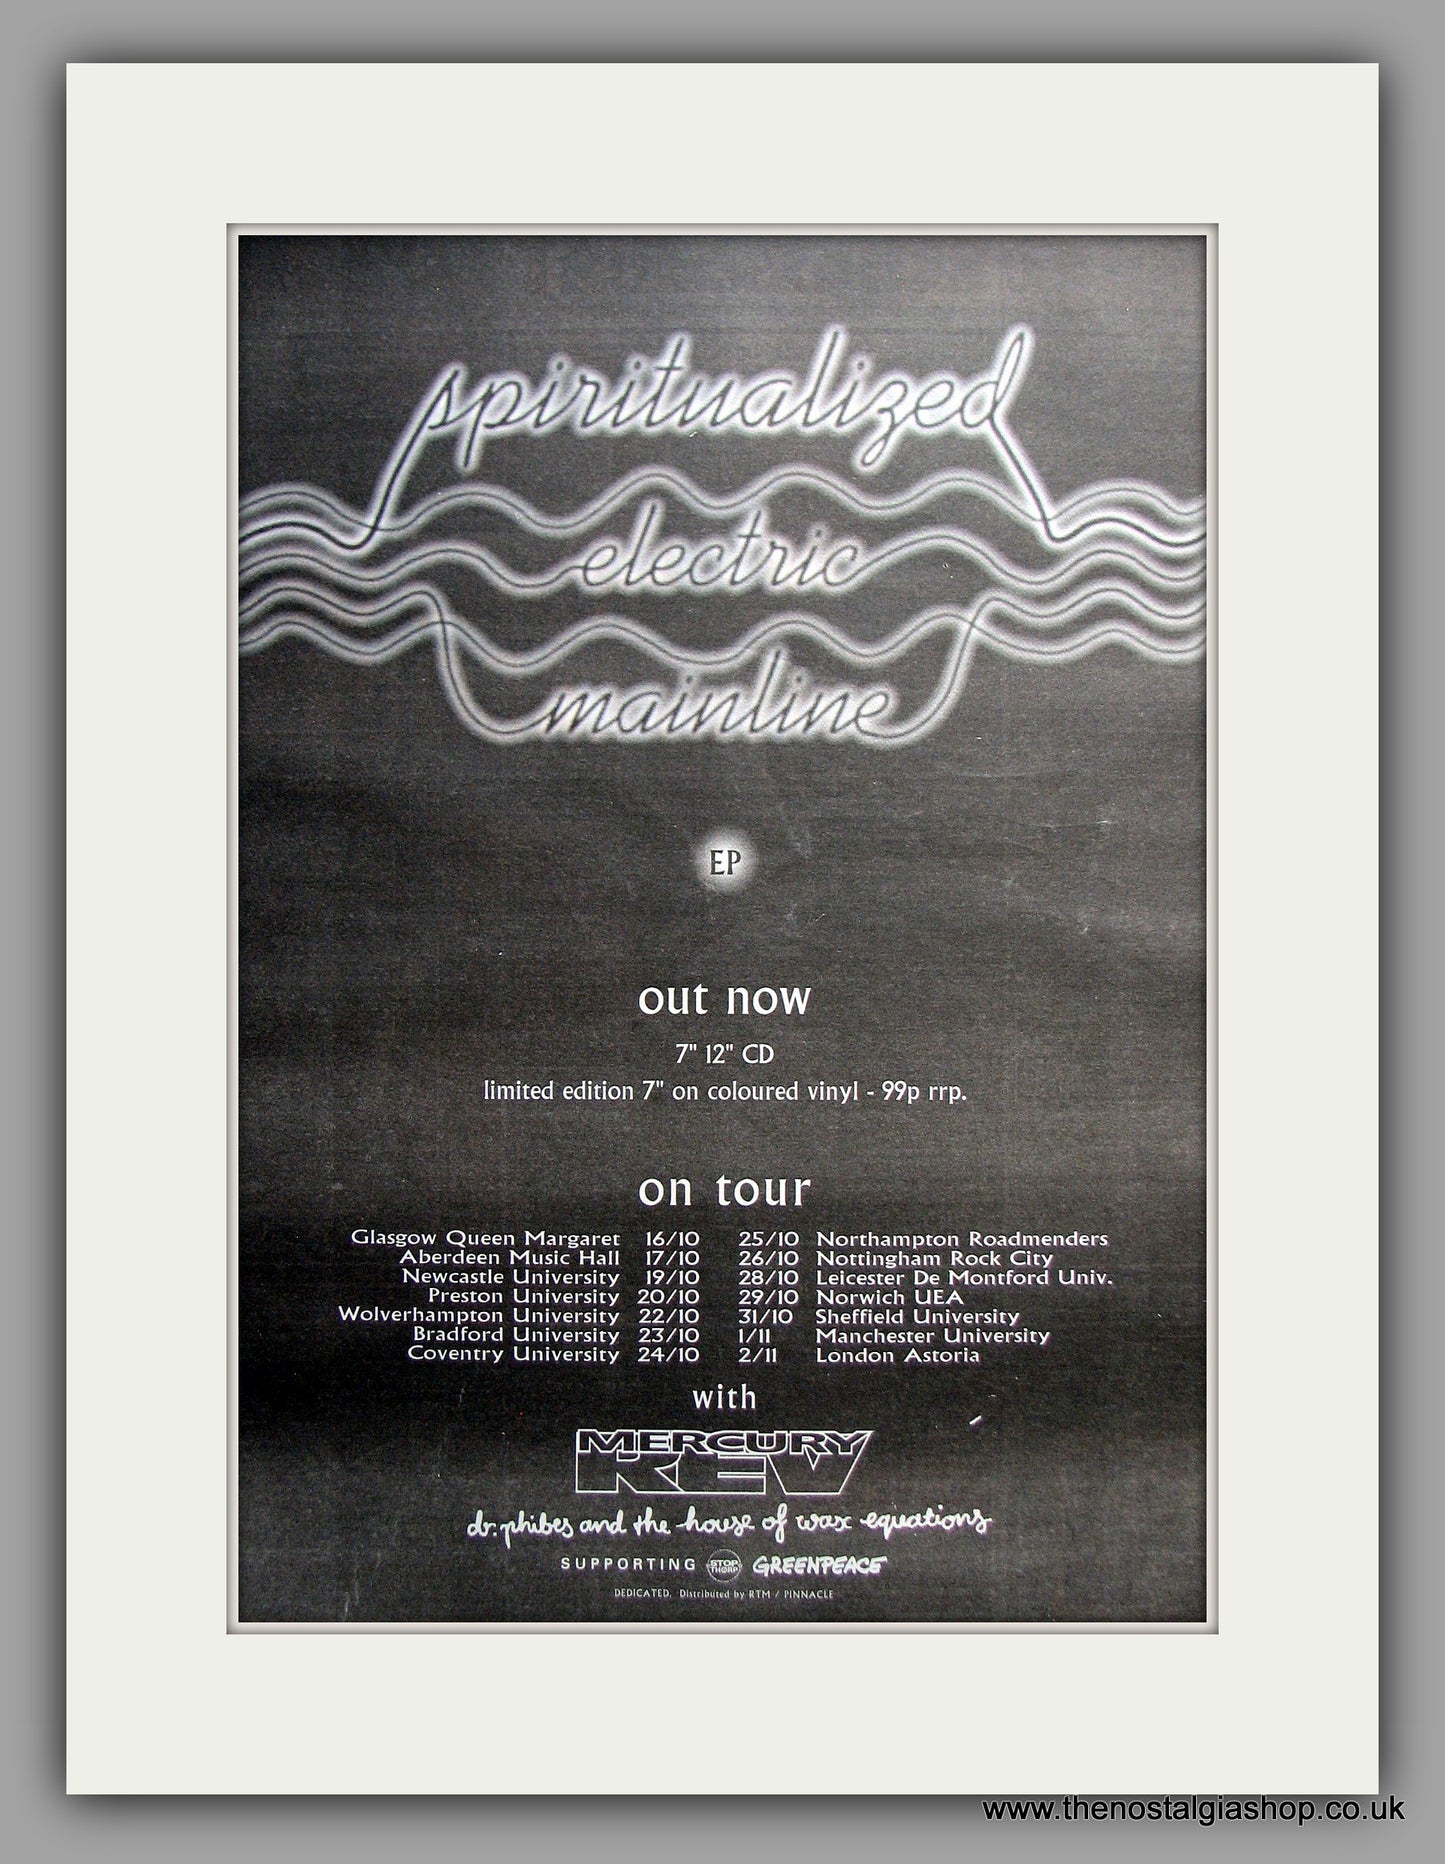 spiritualized
electric
mainline
EP
out now
7" 12" CD
limited edition 7" on coloured vinyl - 99p rrp.
on tour
Glasgow Queen Margaret 16/10 25/10 Northampton Roadmenders
Aberdeen Music Hall 17/10 26/10 Nottingham Rock City
Newcastle University 19/10 28/10 Leicester De Montford Univ.
Preston University 20/10 29/10 Norwich UEA
Wolverhampton University 22/10 31/10 Sheffield University
Bradford University 23/10 1/11 Manchester University
Coventry University 24/10 2/11 London Astoria
with
MERCURY
REV
dr. phibes and the house of wax equations
SUPPORTING STOP THORP GREENPEACE
DEDICATED. Distributed by RTM / PINNACLE
www.thenostalgiashop.co.uk